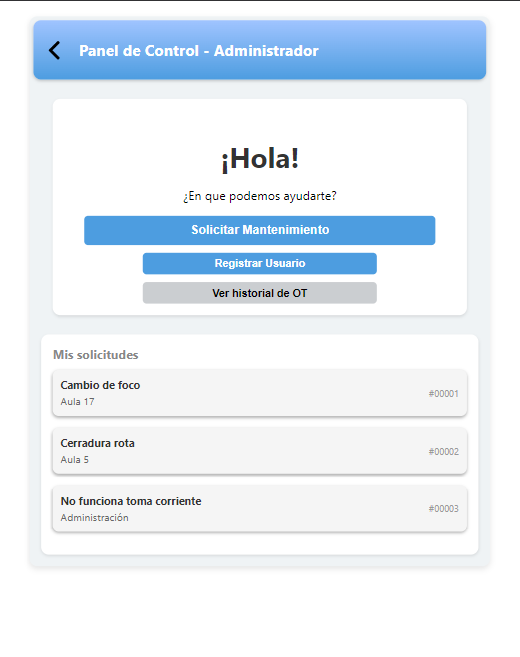 Panel de Control - Administrador
¡Hola!
¿En que podemos ayudarte?
Solicitar Mantenimiento
Registrar Usuario
Ver historial de OT
Mis solicitudes
Cambio de foco
Aula 17
#00001
Cerradura rota
Aula 5
#00002
No funciona toma corriente
Administración
#00003